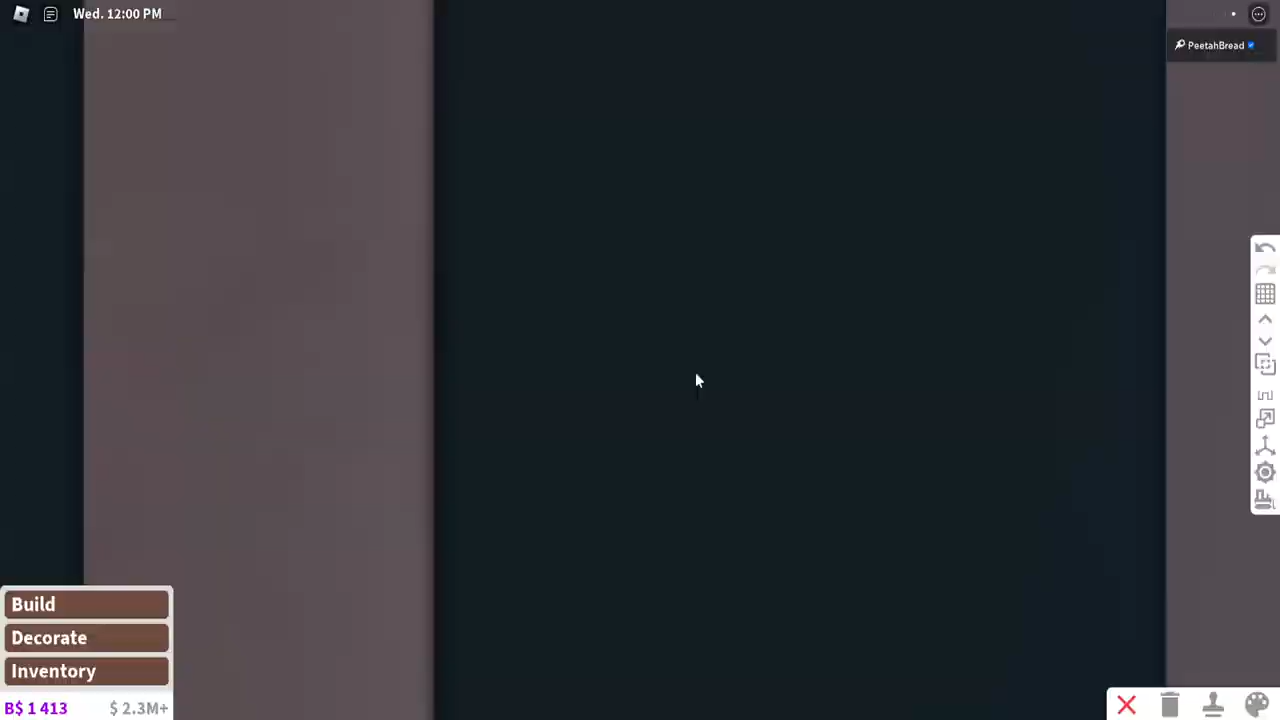 Wed. 12:00 PM
PeetahBread
Build
Decorate
Inventory
B$ 1 413 $ 2.3M+